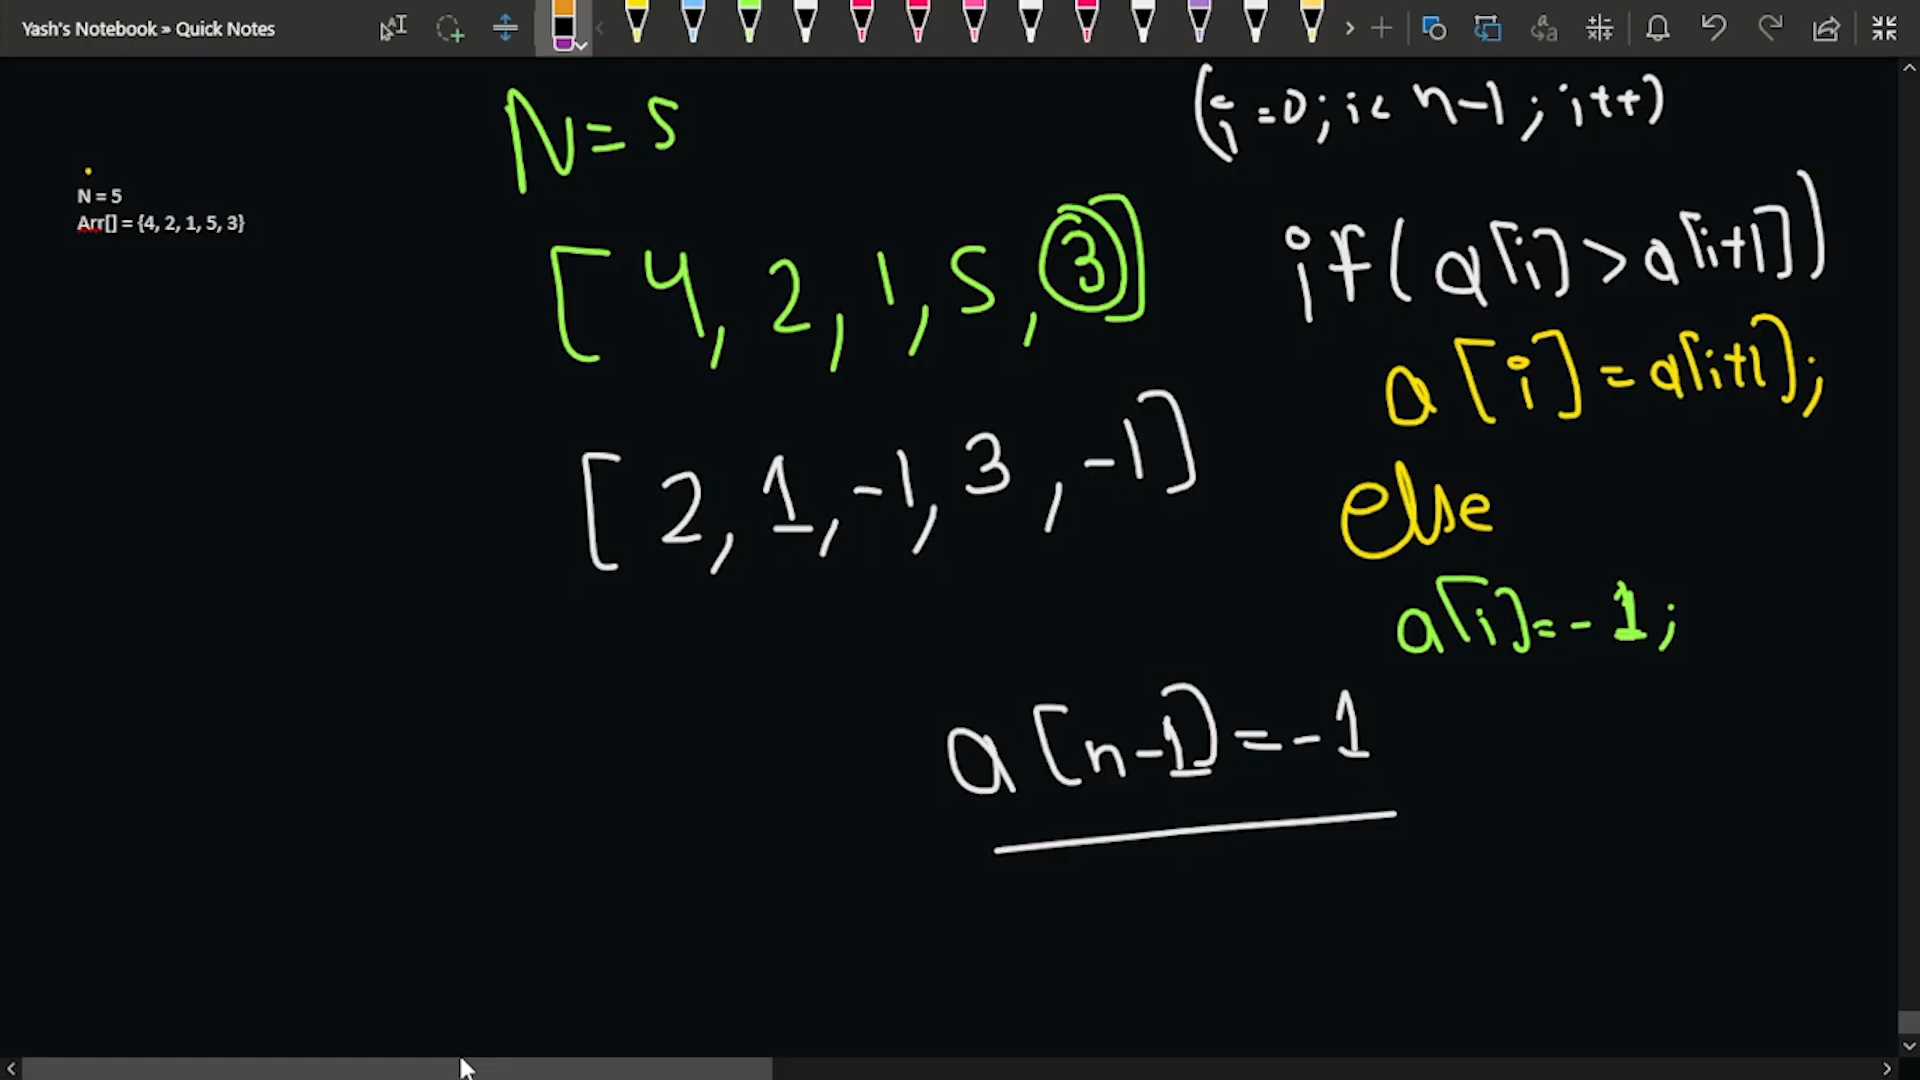 Yash's Notebook » Quick Notes
N = 5
Arr[] = {4, 2, 1, 5, 3}
N = 5
[ 4, 2, 1, 5, 3 ]
[ 2, 1, -1, 3, -1 ]
(i = 0; i < n-1; i++)
if( a[i] > a[i+1] )
a[i] = a[i+1];
else
a[i] = -1;
a[n-1] = -1